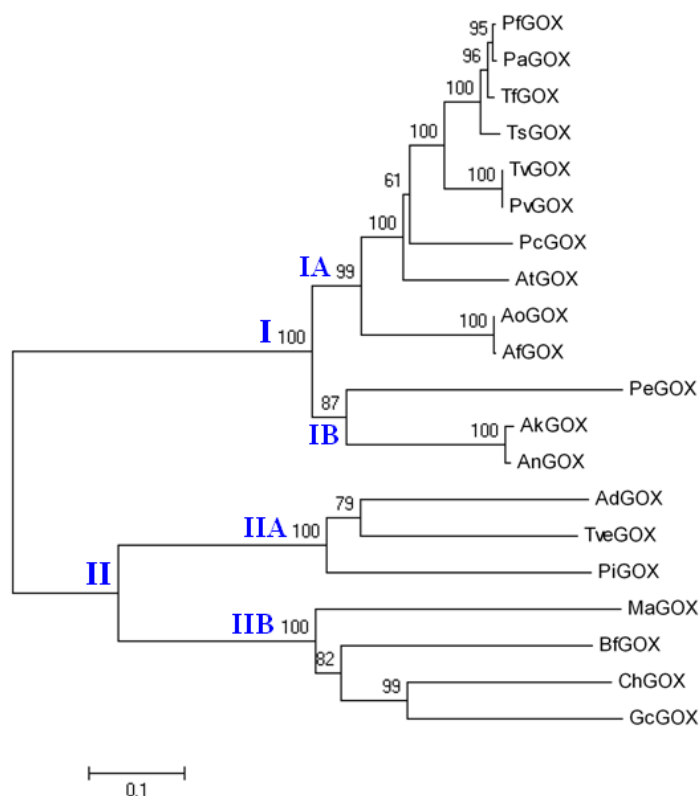 95 PfGOX
96 PaGOX
100 TfGOX
TsGOX
100
100 TvGOX
PvGOX
61
100 PcGOX
IA 99 AtGOX
I 100
100 AoGOX
AfGOX
87 PeGOX
IB
100 AkGOX
AnGOX
79 AdGOX
IIA 100 TveGOX
II PiGOX
IIB 100 MaGOX
82 BfGOX
99 ChGOX
GcGOX
0.1